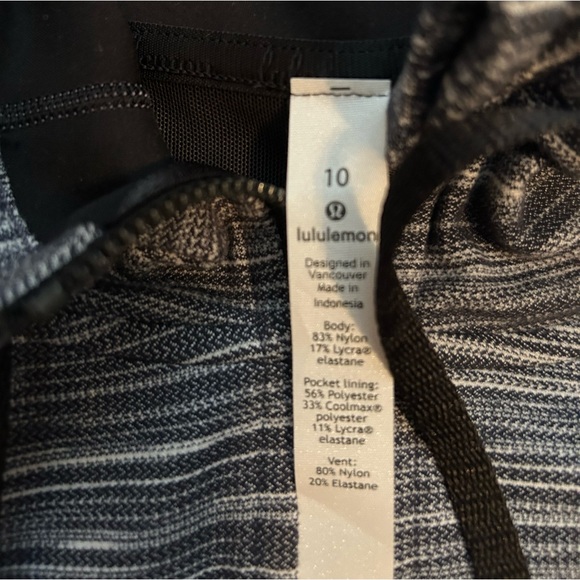 10
lululemon
Designed in
Vancouver
Made in
Indonesia
Body:
83% Nylon
17% Lycra®
elastane
Pocket lining:
56% Polyester
33% Coolmax®
polyester
11% Lycra®
elastane
Vent:
80% Nylon
20% Elastane